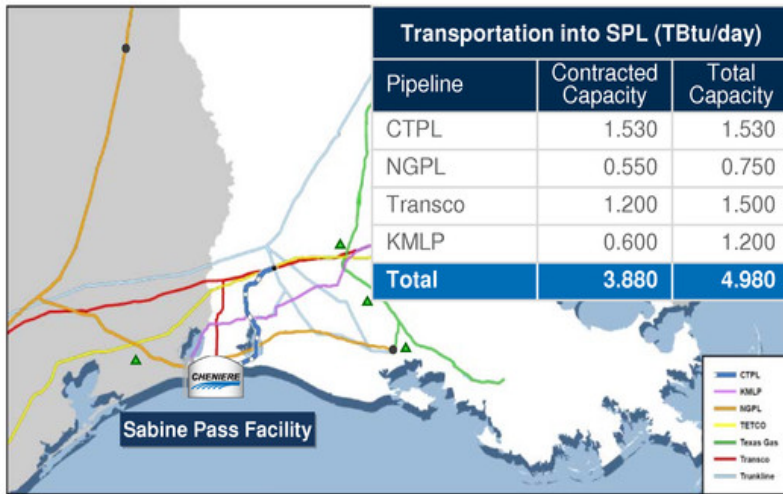 Transportation into SPL (TBtu/day)
Pipeline Contracted Capacity Total Capacity
CTPL 1.530 1.530
NGPL 0.550 0.750
Transco 1.200 1.500
KMLP 0.600 1.200
Total 3.880 4.980
CHENIERE
Sabine Pass Facility
CTPL
KMLP
NGPL
TETCO
Texas Gas
Transco
Trunkline